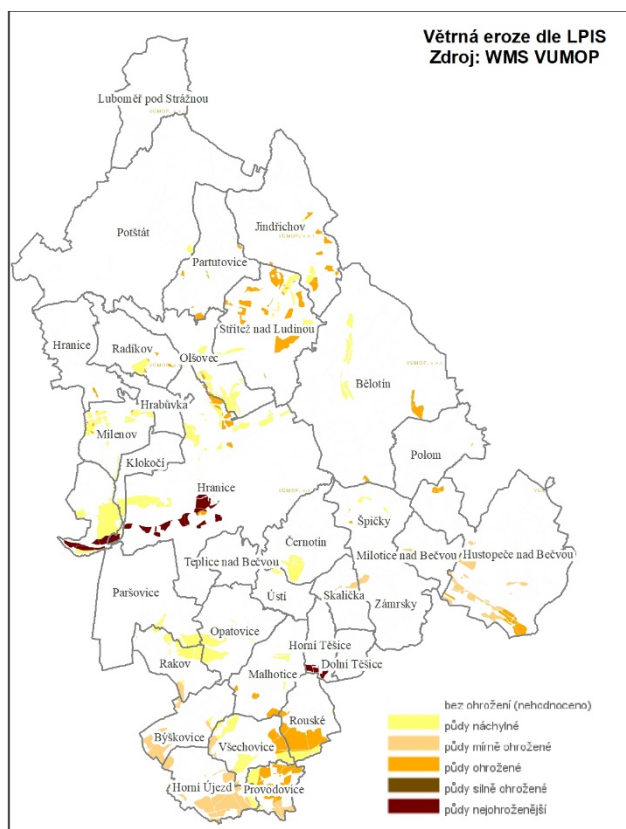 Větrná eroze dle LPIS
Zdroj: WMS VUMOP
Luboměř pod Strážnou
Potštát
Jindřichov
Partutovice
Střítež nad Ludinou
Hranice
Radíkov
Olšovec
Bělotín
Hrabůvka
Milenov
Polom
Klokočí
Hranice
Špičky
Černotín
Milotice nad Bečvou
Hustopeče nad Bečvou
Teplice nad Bečvou
Paršovice
Ústí
Skalička
Zámrsky
Opatovice
Horní Těšice
Rakov
Dolní Těšice
Malhotice
Rouské
Býškovice
Všechovice
Horní Újezd
Provodovice
bez ohrožení (nehodnoceno)
půdy náchylné
půdy mírně ohrožené
půdy ohrožené
půdy silně ohrožené
půdy nejohroženější